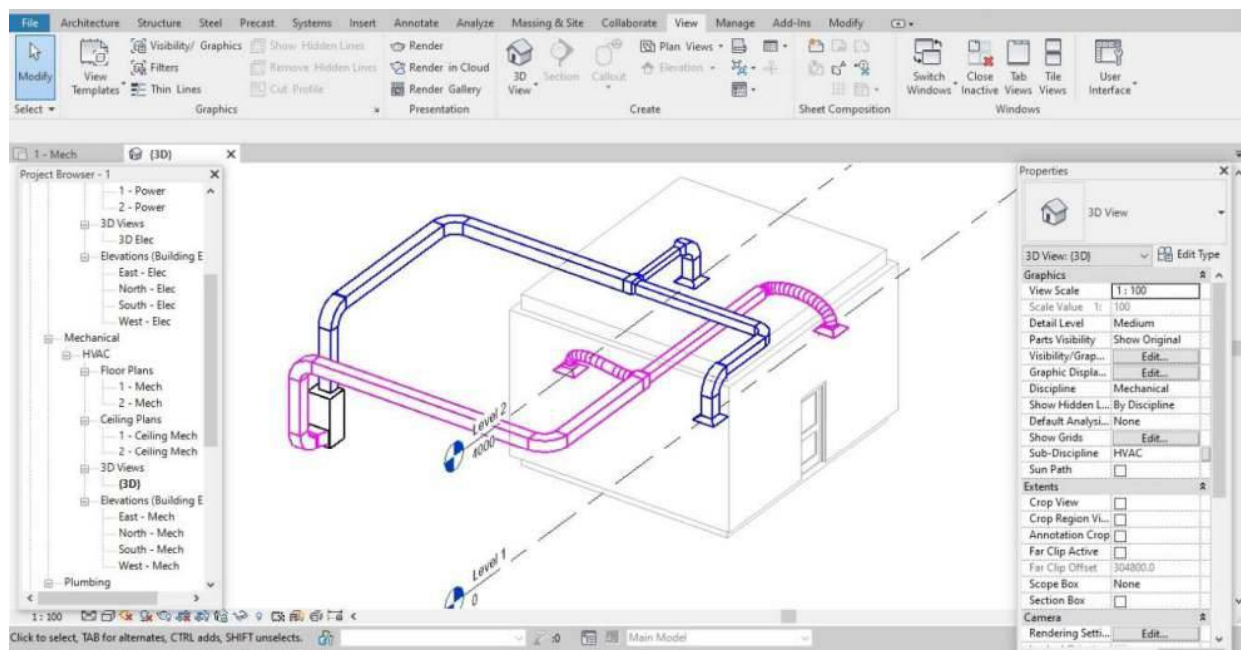 File Architecture Structure Steel Precast Systems Insert Annotate Analyze Massing & Site Collaborate View Manage Add-Ins Modify
Modify
Select
View Templates
Visibility/ Graphics
Filters
Thin Lines
Show Hidden Lines
Remove Hidden Lines
Cut Profile
Graphics
Render
Render in Cloud
Render Gallery
Presentation
3D View
Section
Callout
Plan Views
Elevation
Create
Sheet Composition
Switch Windows
Close Inactive
Tab Views
Tile Views
User Interface
Windows
1 - Mech
{3D}
Project Browser - 1
1 - Power
2 - Power
3D Views
3D Elec
Elevations (Building E
East - Elec
North - Elec
South - Elec
West - Elec
Mechanical
HVAC
Floor Plans
1 - Mech
2 - Mech
Ceiling Plans
1 - Ceiling Mech
2 - Ceiling Mech
3D Views
{3D}
Elevations (Building E
East - Mech
North - Mech
South - Mech
West - Mech
Plumbing
Level 2
4000
Level 1
0
Properties
3D View
3D View: {3D}
Edit Type
Graphics
View Scale 1 : 100
Scale Value 1: 100
Detail Level Medium
Parts Visibility Show Original
Visibility/Grap... Edit...
Graphic Displa... Edit...
Discipline Mechanical
Show Hidden L... By Discipline
Default Analysi... None
Show Grids Edit...
Sub-Discipline HVAC
Sun Path
Extents
Crop View
Crop Region Vi...
Annotation Crop
Far Clip Active
Far Clip Offset 304800.0
Scope Box None
Section Box
Camera
Rendering Setti... Edit...
1 : 100
Click to select, TAB for alternates, CTRL adds, SHIFT unselects.
:0
Main Model